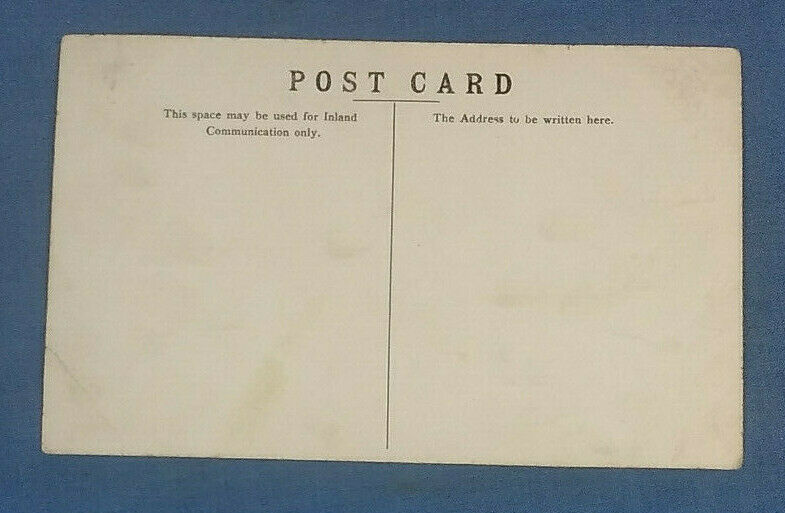 POST CARD
This space may be used for Inland
Communication only.
The Address to be written here.